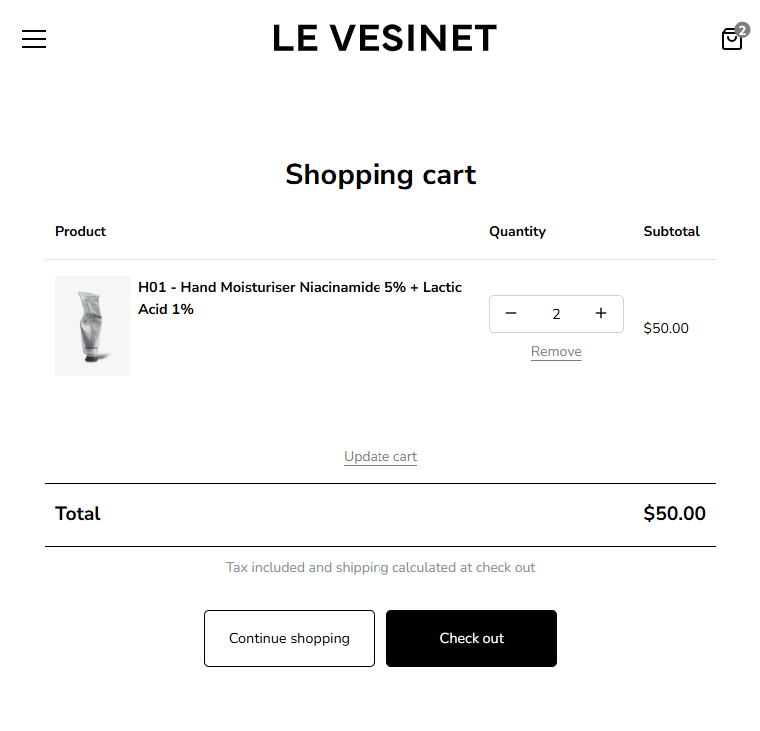 LE VESINET
2
Shopping cart
Product Quantity Subtotal
H01 - Hand Moisturiser Niacinamide 5% + Lactic
Acid 1%
− 2 +
$50.00
Remove
Update cart
Total $50.00
Tax included and shipping calculated at check out
Continue shopping Check out